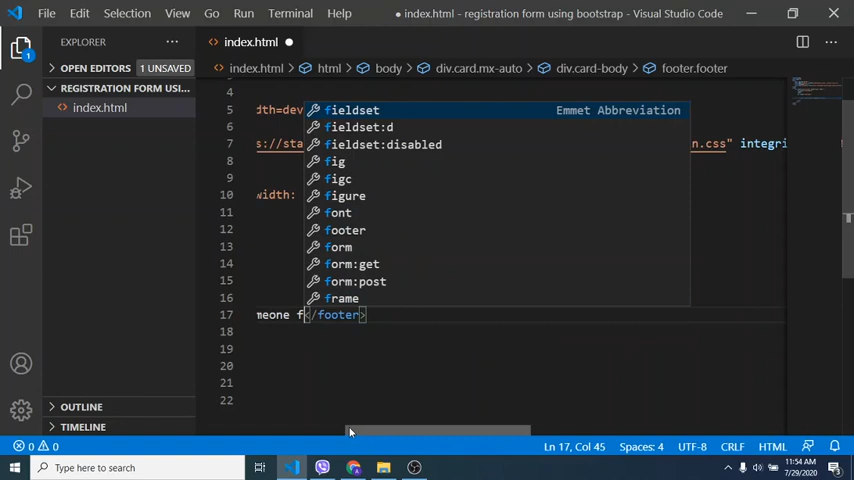 File Edit Selection View Go Run Terminal Help ● index.html - registration form using bootstrap - Visual Studio Code
EXPLORER
index.html
OPEN EDITORS 1 UNSAVED
index.html > html > body > div.card.mx-auto > div.card-body > footer.footer
REGISTRATION FORM USI...
index.html
4
5 width=dev
6
7 s://sta n.css" integri
8
9
10 width:
11
12
13
14
15
16
17 meone f</footer>
18
19
20
21
22
fieldset Emmet Abbreviation
fieldset:d
fieldset:disabled
fig
figc
figure
font
footer
form
form:get
form:post
frame
OUTLINE
TIMELINE
0 0 Ln 17, Col 45 Spaces: 4 UTF-8 CRLF HTML
Type here to search
11:54 AM
7/29/2020
1
3